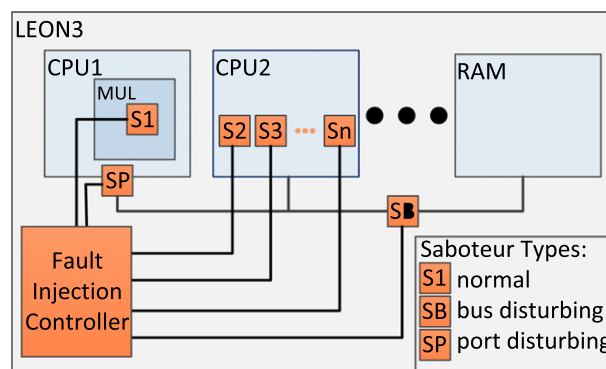 LEON3
CPU1
CPU2
RAM
MUL
S1
S2 S3 Sn
SP
SB
Fault
Injection
Controller
Saboteur Types:
S1 normal
SB bus disturbing
SP port disturbing